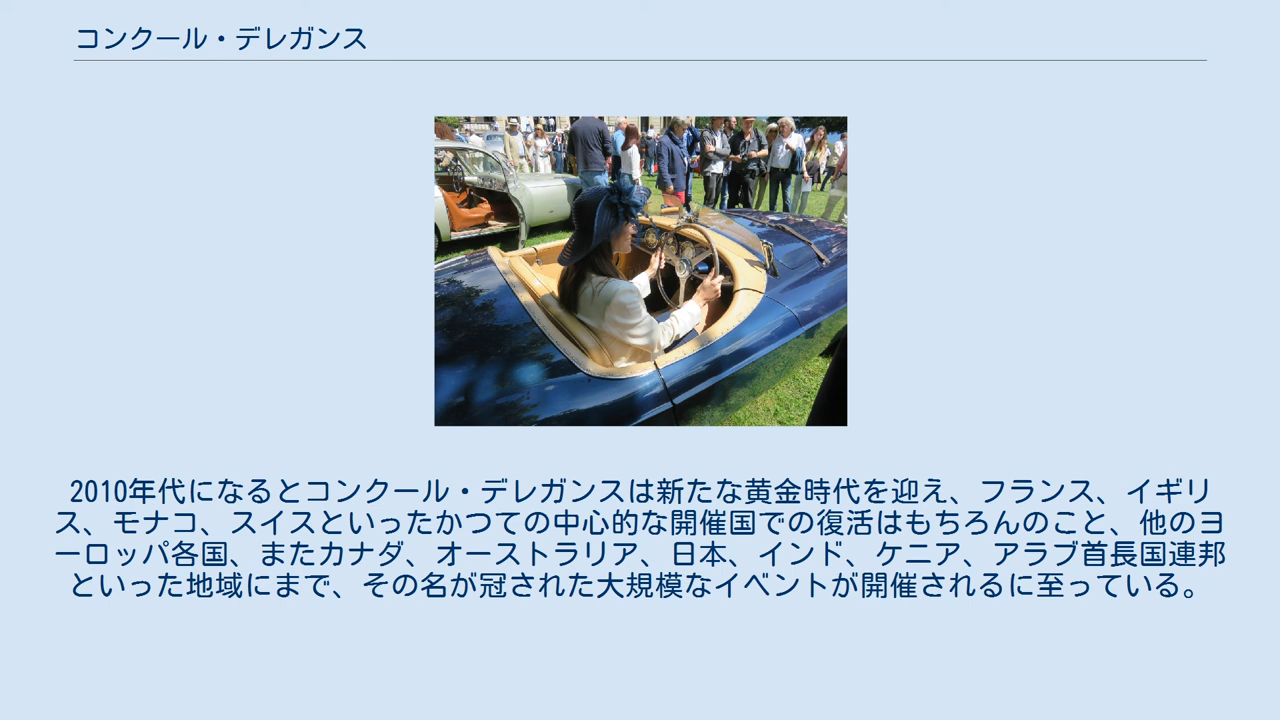 コンクール・デレガンス
2010年代になるとコンクール・デレガンスは新たな黄金時代を迎え、フランス、イギリ
ス、モナコ、スイスといったかつての中心的な開催国での復活はもちろんのこと、他のヨ
ーロッパ各国、またカナダ、オーストラリア、日本、インド、ケニア、アラブ首長国連邦
といった地域にまで、その名が冠された大規模なイベントが開催されるに至っている。